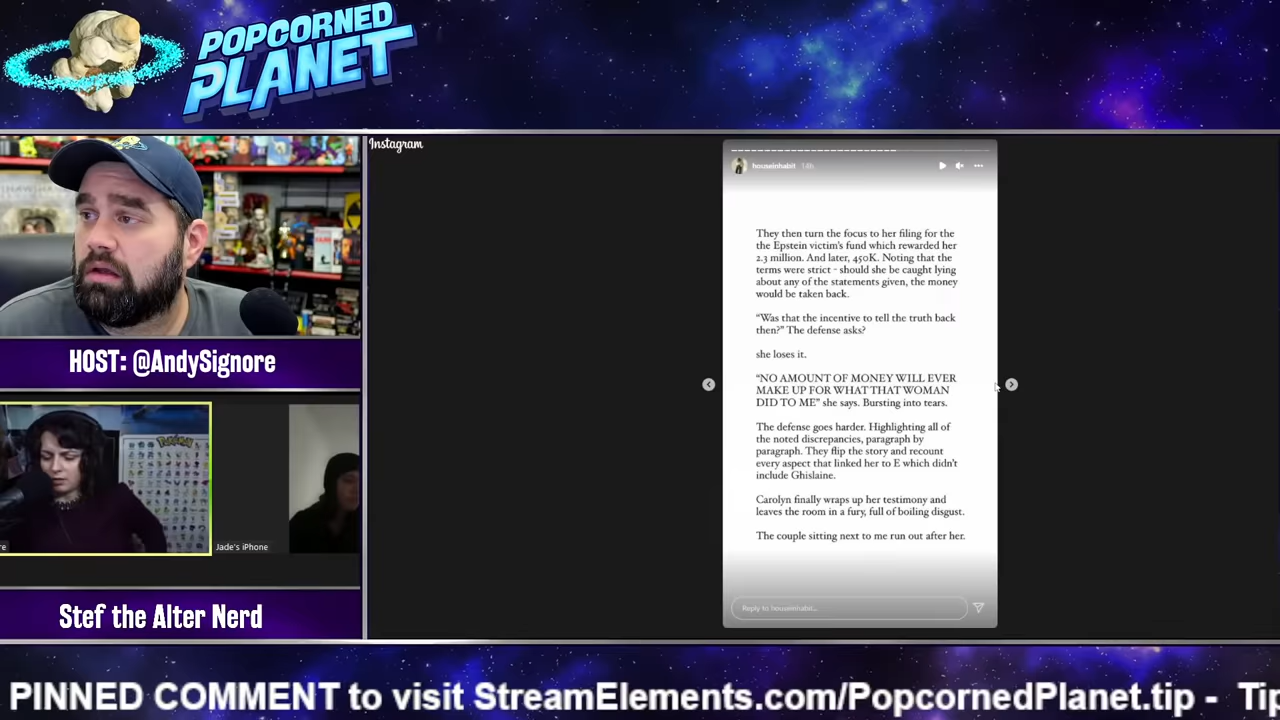 POPCORNED
PLANET
Instagram
houseinhabit 14h
They then turn the focus to her filing for the
the Epstein victim's fund which rewarded her
2.3 million. And later, 450K. Noting that the
terms were strict - should she be caught lying
about any of the statements given, the money
would be taken back.
“Was that the incentive to tell the truth back
then?” The defense asks?
she loses it.
“NO AMOUNT OF MONEY WILL EVER
MAKE UP FOR WHAT THAT WOMAN
DID TO ME” she says. Bursting into tears.
The defense goes harder. Highlighting all of
the noted discrepancies, paragraph by
paragraph. They flip the story and recount
every aspect that linked her to E which didn't
include Ghislaine.
Carolyn finally wraps up her testimony and
leaves the room in a fury, full of boiling disgust.
The couple sitting next to me run out after her.
Reply to houseinhabit...
HOST: @AndySignore
re
Jade's iPhone
Pokémon
Stef the Alter Nerd
PINNED COMMENT to visit StreamElements.com/PopcornedPlanet.tip - Tip